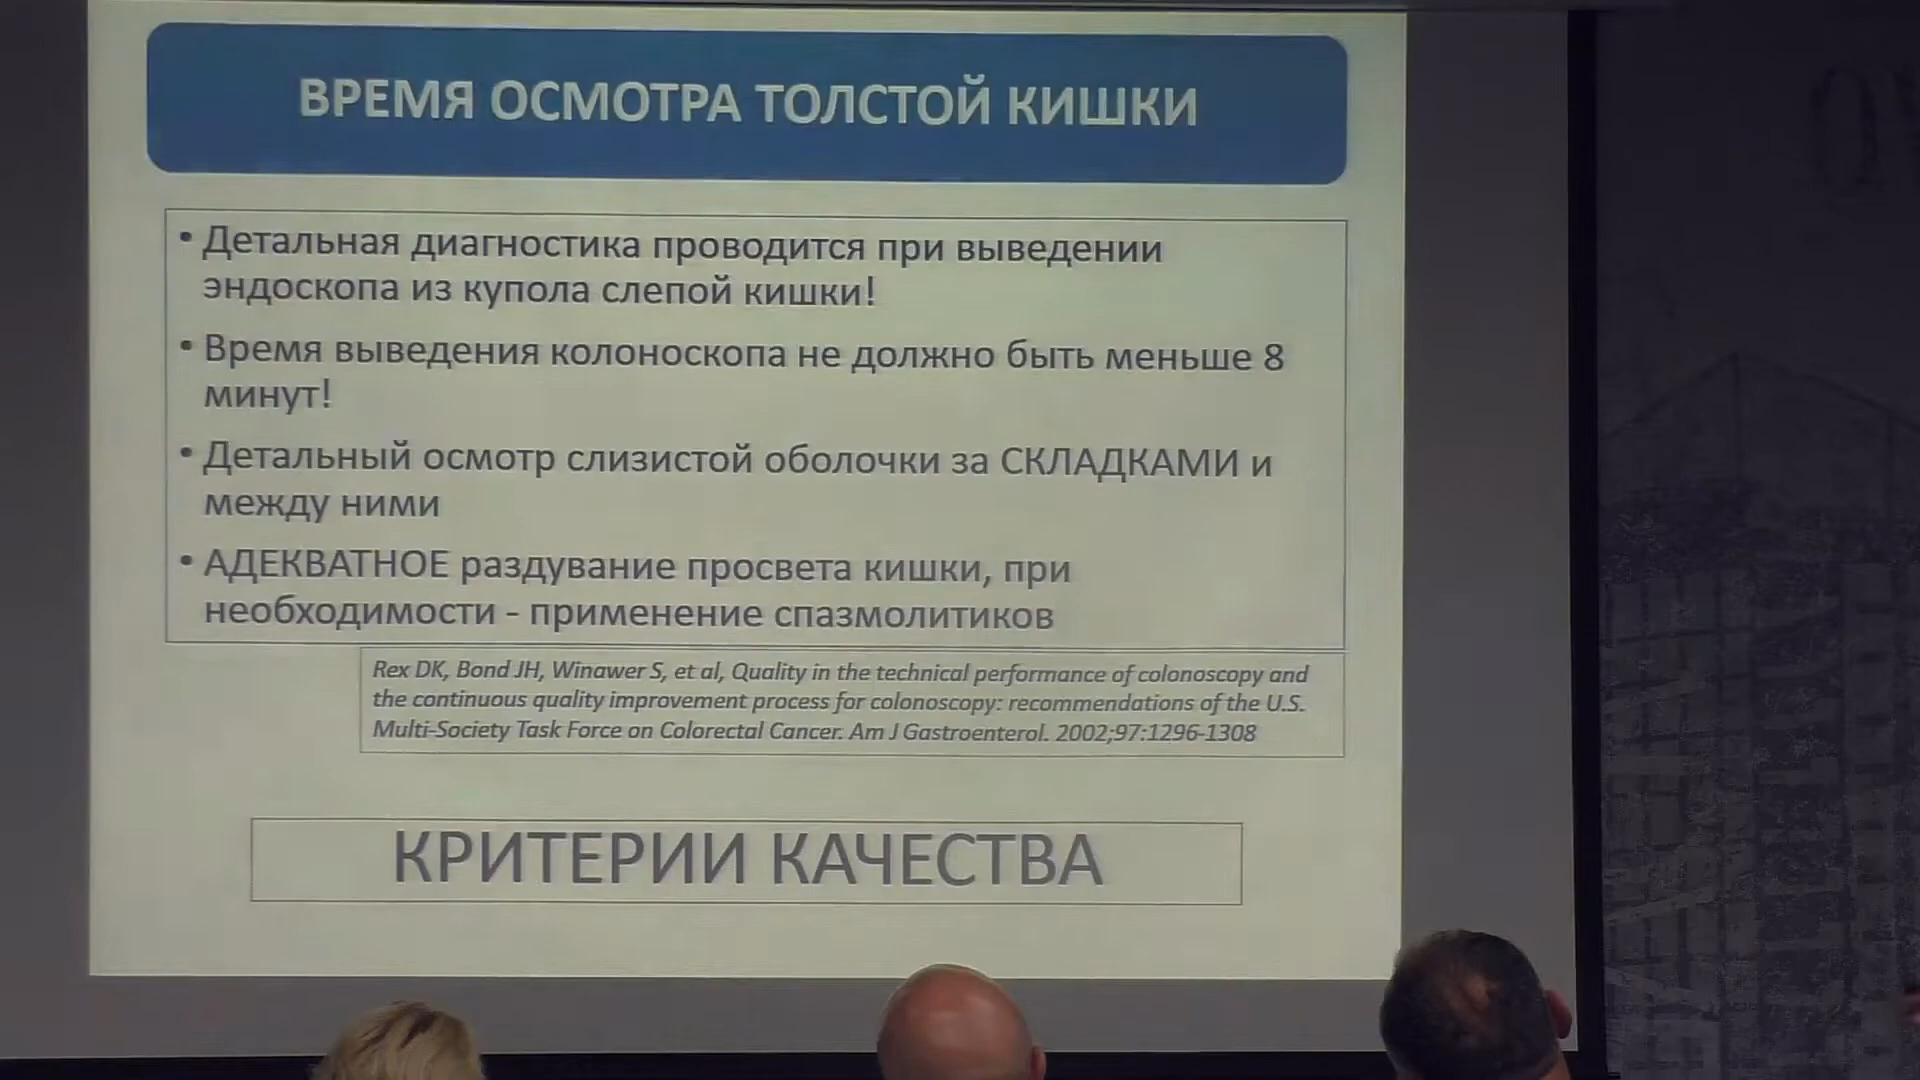 ВРЕМЯ ОСМОТРА ТОЛСТОЙ КИШКИ
• Детальная диагностика проводится при выведении
эндоскопа из купола слепой кишки!
• Время выведения колоноскопа не должно быть меньше 8
минут!
• Детальный осмотр слизистой оболочки за СКЛАДКАМИ и
между ними
• АДЕКВАТНОЕ раздувание просвета кишки, при
необходимости - применение спазмолитиков
Rex DK, Bond JH, Winawer S, et al, Quality in the technical performance of colonoscopy and
the continuous quality improvement process for colonoscopy: recommendations of the U.S.
Multi-Society Task Force on Colorectal Cancer. Am J Gastroenterol. 2002;97:1296-1308
КРИТЕРИИ КАЧЕСТВА